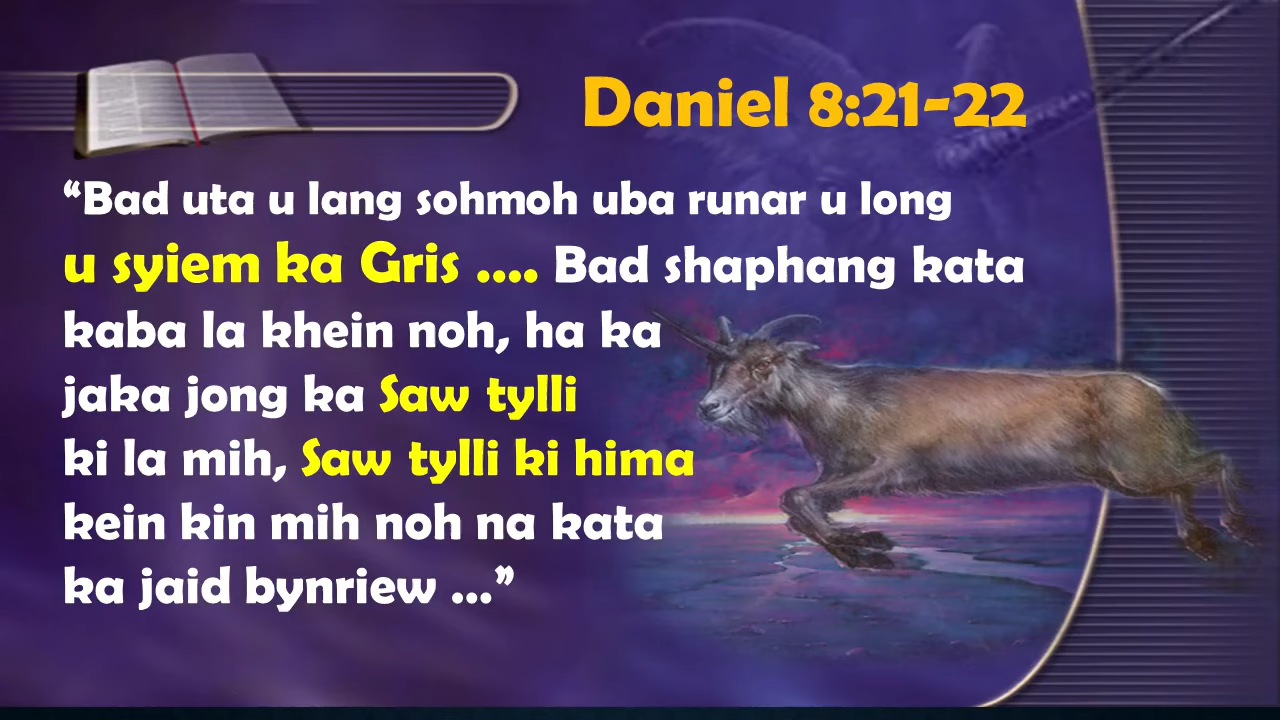 Daniel 8:21-22
“Bad uta u lang sohmoh uba runar u long
u syiem ka Gris .... Bad shaphang kata
kaba la khein noh, ha ka
jaka jong ka Saw tylli
ki la mih, Saw tylli ki hima
kein kin mih noh na kata
ka jaid bynriew ...”